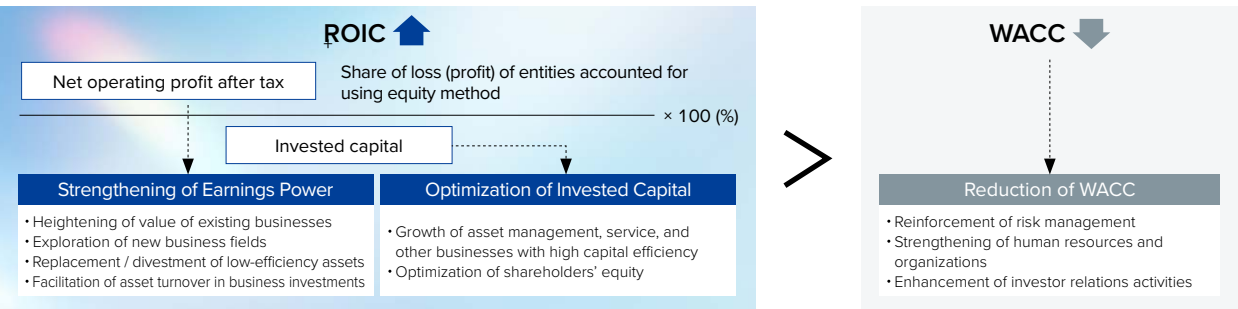 ROIC
+
Net operating profit after tax
Share of loss (profit) of entities accounted for
using equity method
× 100 (%)
Invested capital
Strengthening of Earnings Power
• Heightening of value of existing businesses
• Exploration of new business fields
• Replacement / divestment of low-efficiency assets
• Facilitation of asset turnover in business investments
Optimization of Invested Capital
• Growth of asset management, service, and
other businesses with high capital efficiency
• Optimization of shareholders’ equity
>
WACC
Reduction of WACC
• Reinforcement of risk management
• Strengthening of human resources and
organizations
• Enhancement of investor relations activities